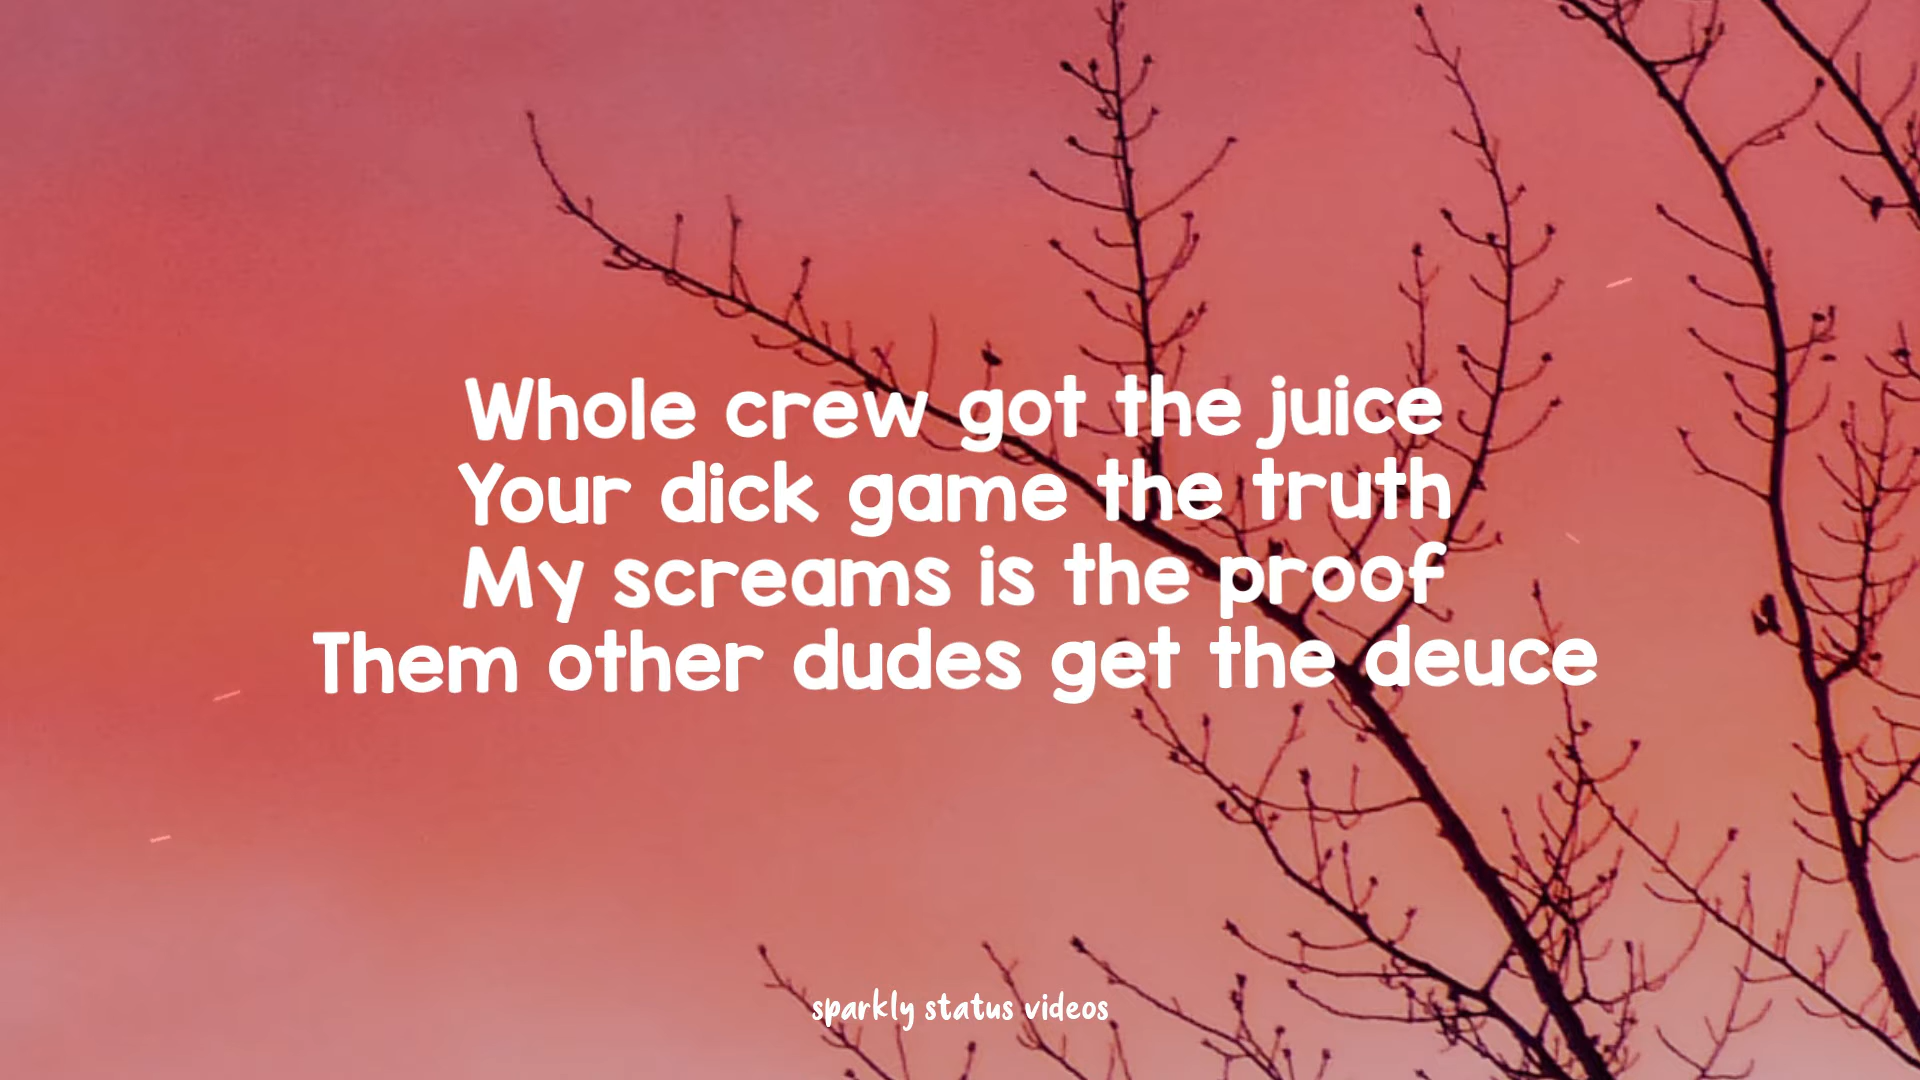 Whole crew got the juice
Your dick game the truth
My screams is the proof
Them other dudes get the deuce
sparkly status videos